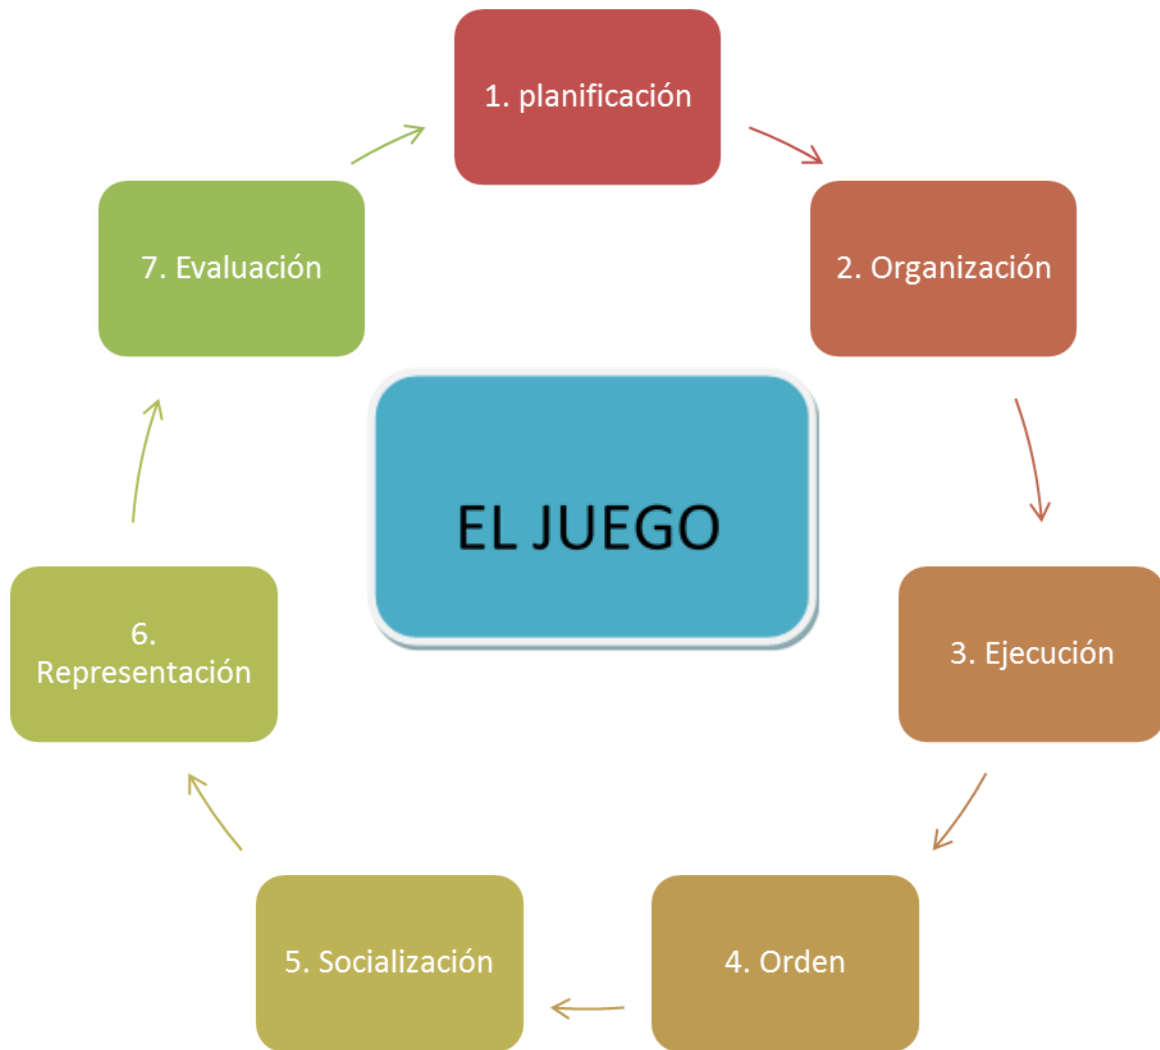 1. planificación
2. Organización
3. Ejecución
4. Orden
5. Socialización
6.
Representación
7. Evaluación
EL JUEGO